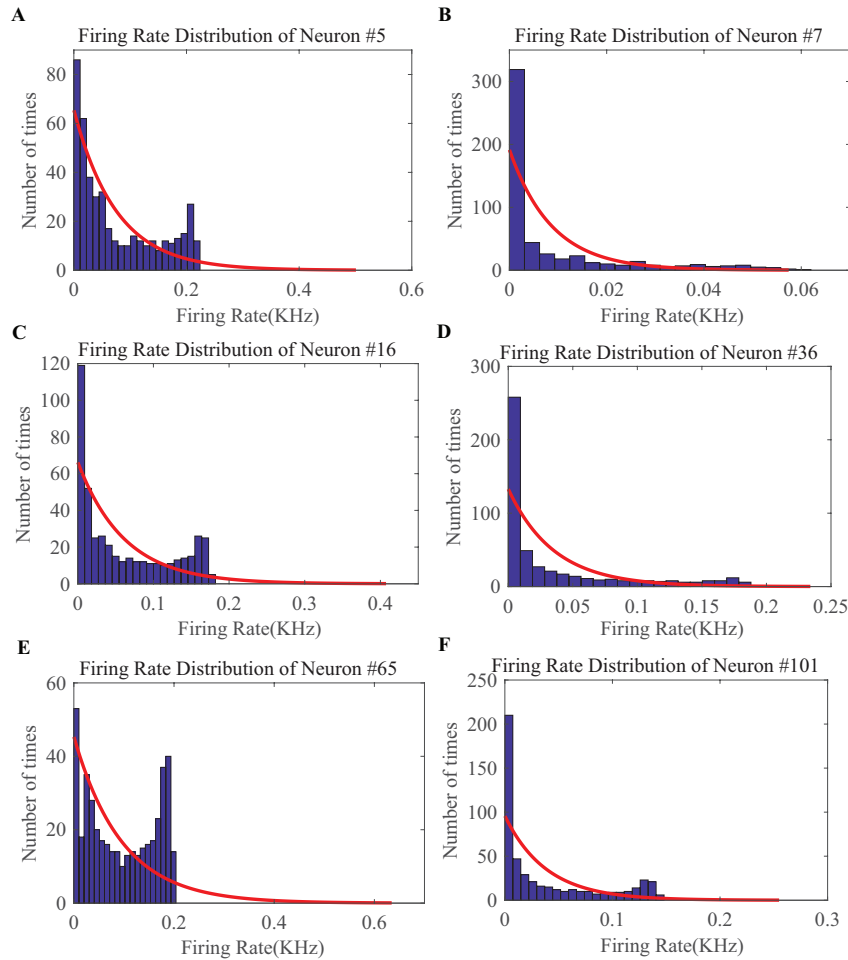 A
Firing Rate Distribution of Neuron #5
Number of times
80
60
40
20
0
0 0.2 0.4 0.6
Firing Rate(KHz)
B
Firing Rate Distribution of Neuron #7
Number of times
300
200
100
0
0 0.02 0.04 0.06
Firing Rate(KHz)
C
Firing Rate Distribution of Neuron #16
Number of times
120
100
80
60
40
20
0
0 0.1 0.2 0.3 0.4
Firing Rate(KHz)
D
Firing Rate Distribution of Neuron #36
Number of times
300
200
100
0
0 0.05 0.1 0.15 0.2 0.25
Firing Rate(KHz)
E
Firing Rate Distribution of Neuron #65
Number of times
60
40
20
0
0 0.2 0.4 0.6
Firing Rate(KHz)
F
Firing Rate Distribution of Neuron #101
Number of times
250
200
150
100
50
0
0 0.1 0.2 0.3
Firing Rate(KHz)